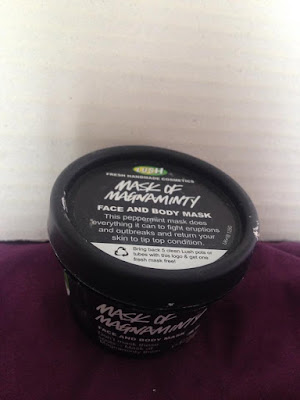 LUSH
FRESH HANDMADE COSMETICS
MASK OF
MAGNAMINTY
FACE AND BODY MASK
This peppermint mask does
everything it can to fight eruptions
and outbreaks and return your
skin to tip top condition.
Bring back 5 clean Lush pots or
tubes with this logo & get one
fresh mask free!
MASK OF
MAGNAMINTY
FACE AND BODY MASK